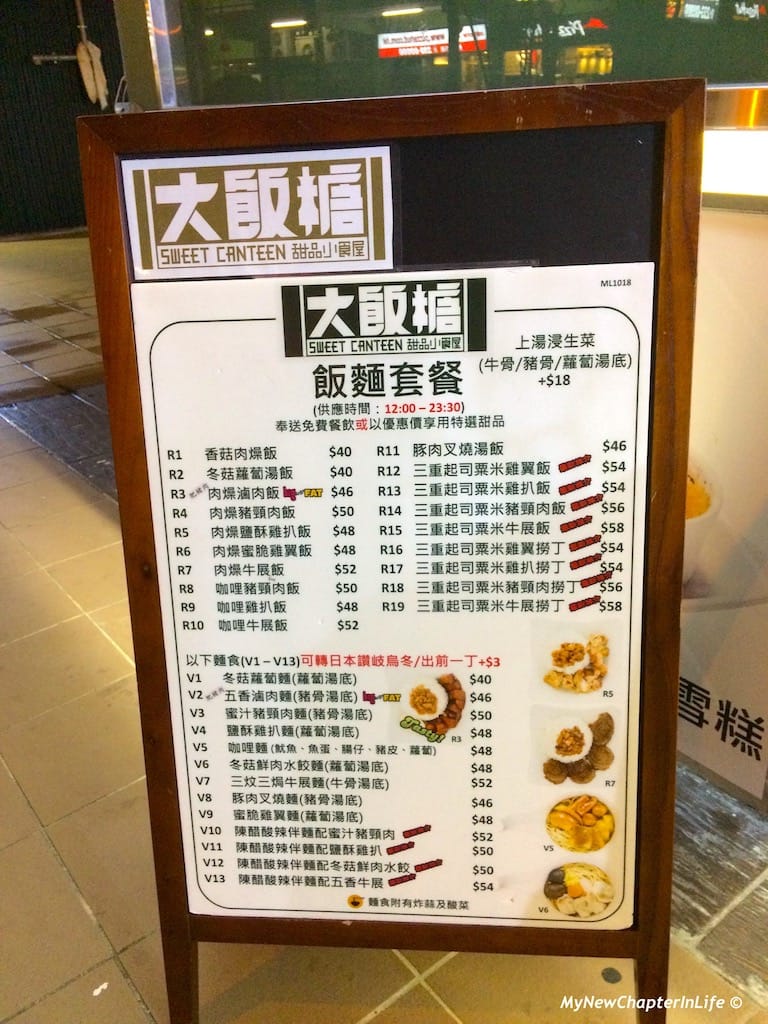 大飯糖
SWEET CANTEEN 甜品小食屋
ML1018
大飯糖
SWEET CANTEEN 甜品小食屋
飯麵套餐
上湯浸生菜
(牛骨/豬骨/蘿蔔湯底)
+$18
(供應時間：12:00 – 23:30)
奉送免費餐飲或以優惠價享用特選甜品
R1 香菇肉燥飯 $40
R2 冬菇蘿蔔湯飯 $40
R3 肉燥滷肉飯 FAT $46
R4 肉燥豬頸肉飯 $50
R5 肉燥鹽酥雞扒飯 $48
R6 肉燥蜜脆雞翼飯 $48
R7 肉燥牛展飯 $52
R8 咖哩豬頸肉飯 $50
R9 咖哩雞扒飯 $48
R10 咖哩牛展飯 $52
R11 豚肉叉燒湯飯 $46
R12 三重起司粟米雞翼飯 $54
R13 三重起司粟米雞扒飯 $54
R14 三重起司粟米豬頸肉飯 $56
R15 三重起司粟米牛展飯 $58
R16 三重起司粟米雞翼撈丁 $54
R17 三重起司粟米雞扒撈丁 $54
R18 三重起司粟米豬頸肉撈丁 $56
R19 三重起司粟米牛展撈丁 $58
以下麵食(V1 – V13)可轉日本讚岐烏冬/出前一丁+$3
V1 冬菇蘿蔔麵(蘿蔔湯底) $40
V2 五香滷肉麵(豬骨湯底) FAT $46
V3 蜜汁豬頸肉麵(豬骨湯底) $50
V4 鹽酥雞扒麵(蘿蔔湯底) $48
V5 咖哩麵(魷魚、魚蛋、腸仔、豬皮、蘿蔔) $48
V6 冬菇鮮肉水餃麵(蘿蔔湯底) $48
V7 三炆三焗牛展麵(牛骨湯底) $52
V8 豚肉叉燒麵(豬骨湯底) $46
V9 蜜脆雞翼麵(蘿蔔湯底) $48
V10 陳醋酸辣伴麵配蜜汁豬頸肉 $52
V11 陳醋酸辣伴麵配鹽酥雞扒 $50
V12 陳醋酸辣伴麵配冬菇鮮肉水餃 $50
V13 陳醋酸辣伴麵配五香牛展 $54
麵食附有炸蒜及酸菜
Tasty!
R3
R5
R7
V5
V6
雪糕
MyNewChapterInLife ©